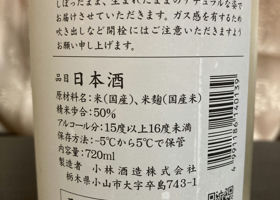 しぼったまま、生まれたままのナチュラルな姿で
お届けさせていただきます。ガス感を有するため
吹き出しなど開栓にはご注意いただきますよう
お願い申し上げます。
品目 日本酒
原材料名：米（国産）、米麹（国産米）
精米歩合：50%
アルコール分：15度以上16度未満
保存方法：-5℃から5℃で保管
内容量：720ml
製造者 小林酒造株式会社
栃木県小山市大字卒島743-1
4991786140139